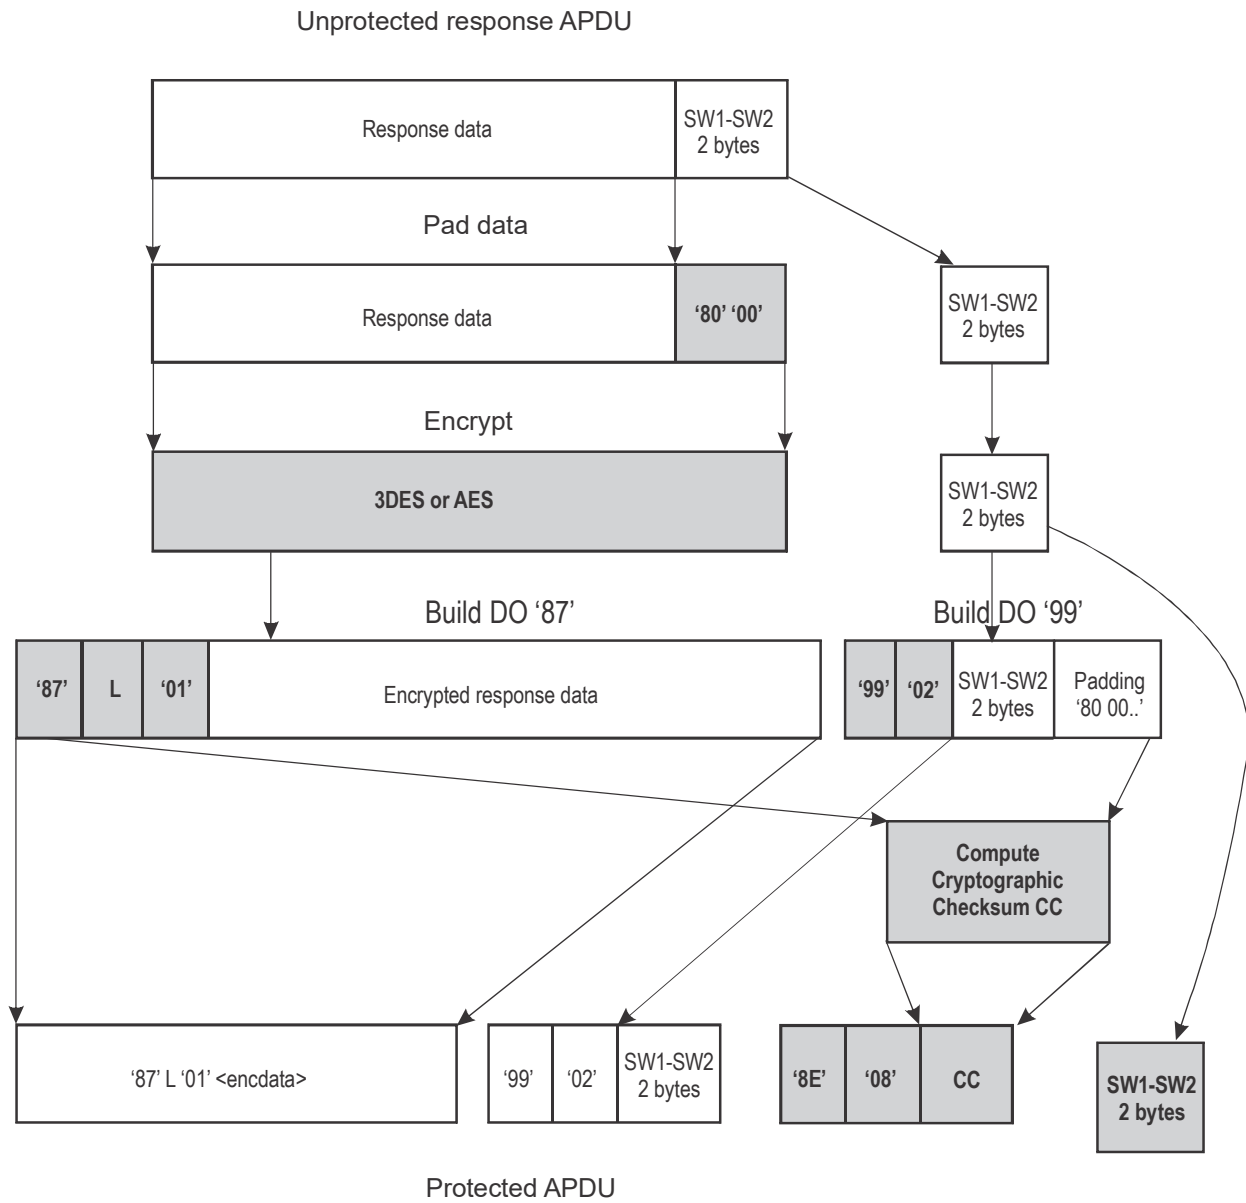 Unprotected response APDU
Response data
SW1-SW2
2 bytes
Pad data
Response data
‘80’ ‘00’
SW1-SW2
2 bytes
Encrypt
3DES or AES
SW1-SW2
2 bytes
Build DO ‘87’
Build DO ‘99’
‘87’
L
‘01’
Encrypted response data
‘99’
‘02’
SW1-SW2
2 bytes
Padding
‘80 00..’
Compute
Cryptographic
Checksum CC
‘87’ L ‘01’ <encdata>
‘99’
‘02’
SW1-SW2
2 bytes
‘8E’
‘08’
CC
SW1-SW2
2 bytes
Protected APDU